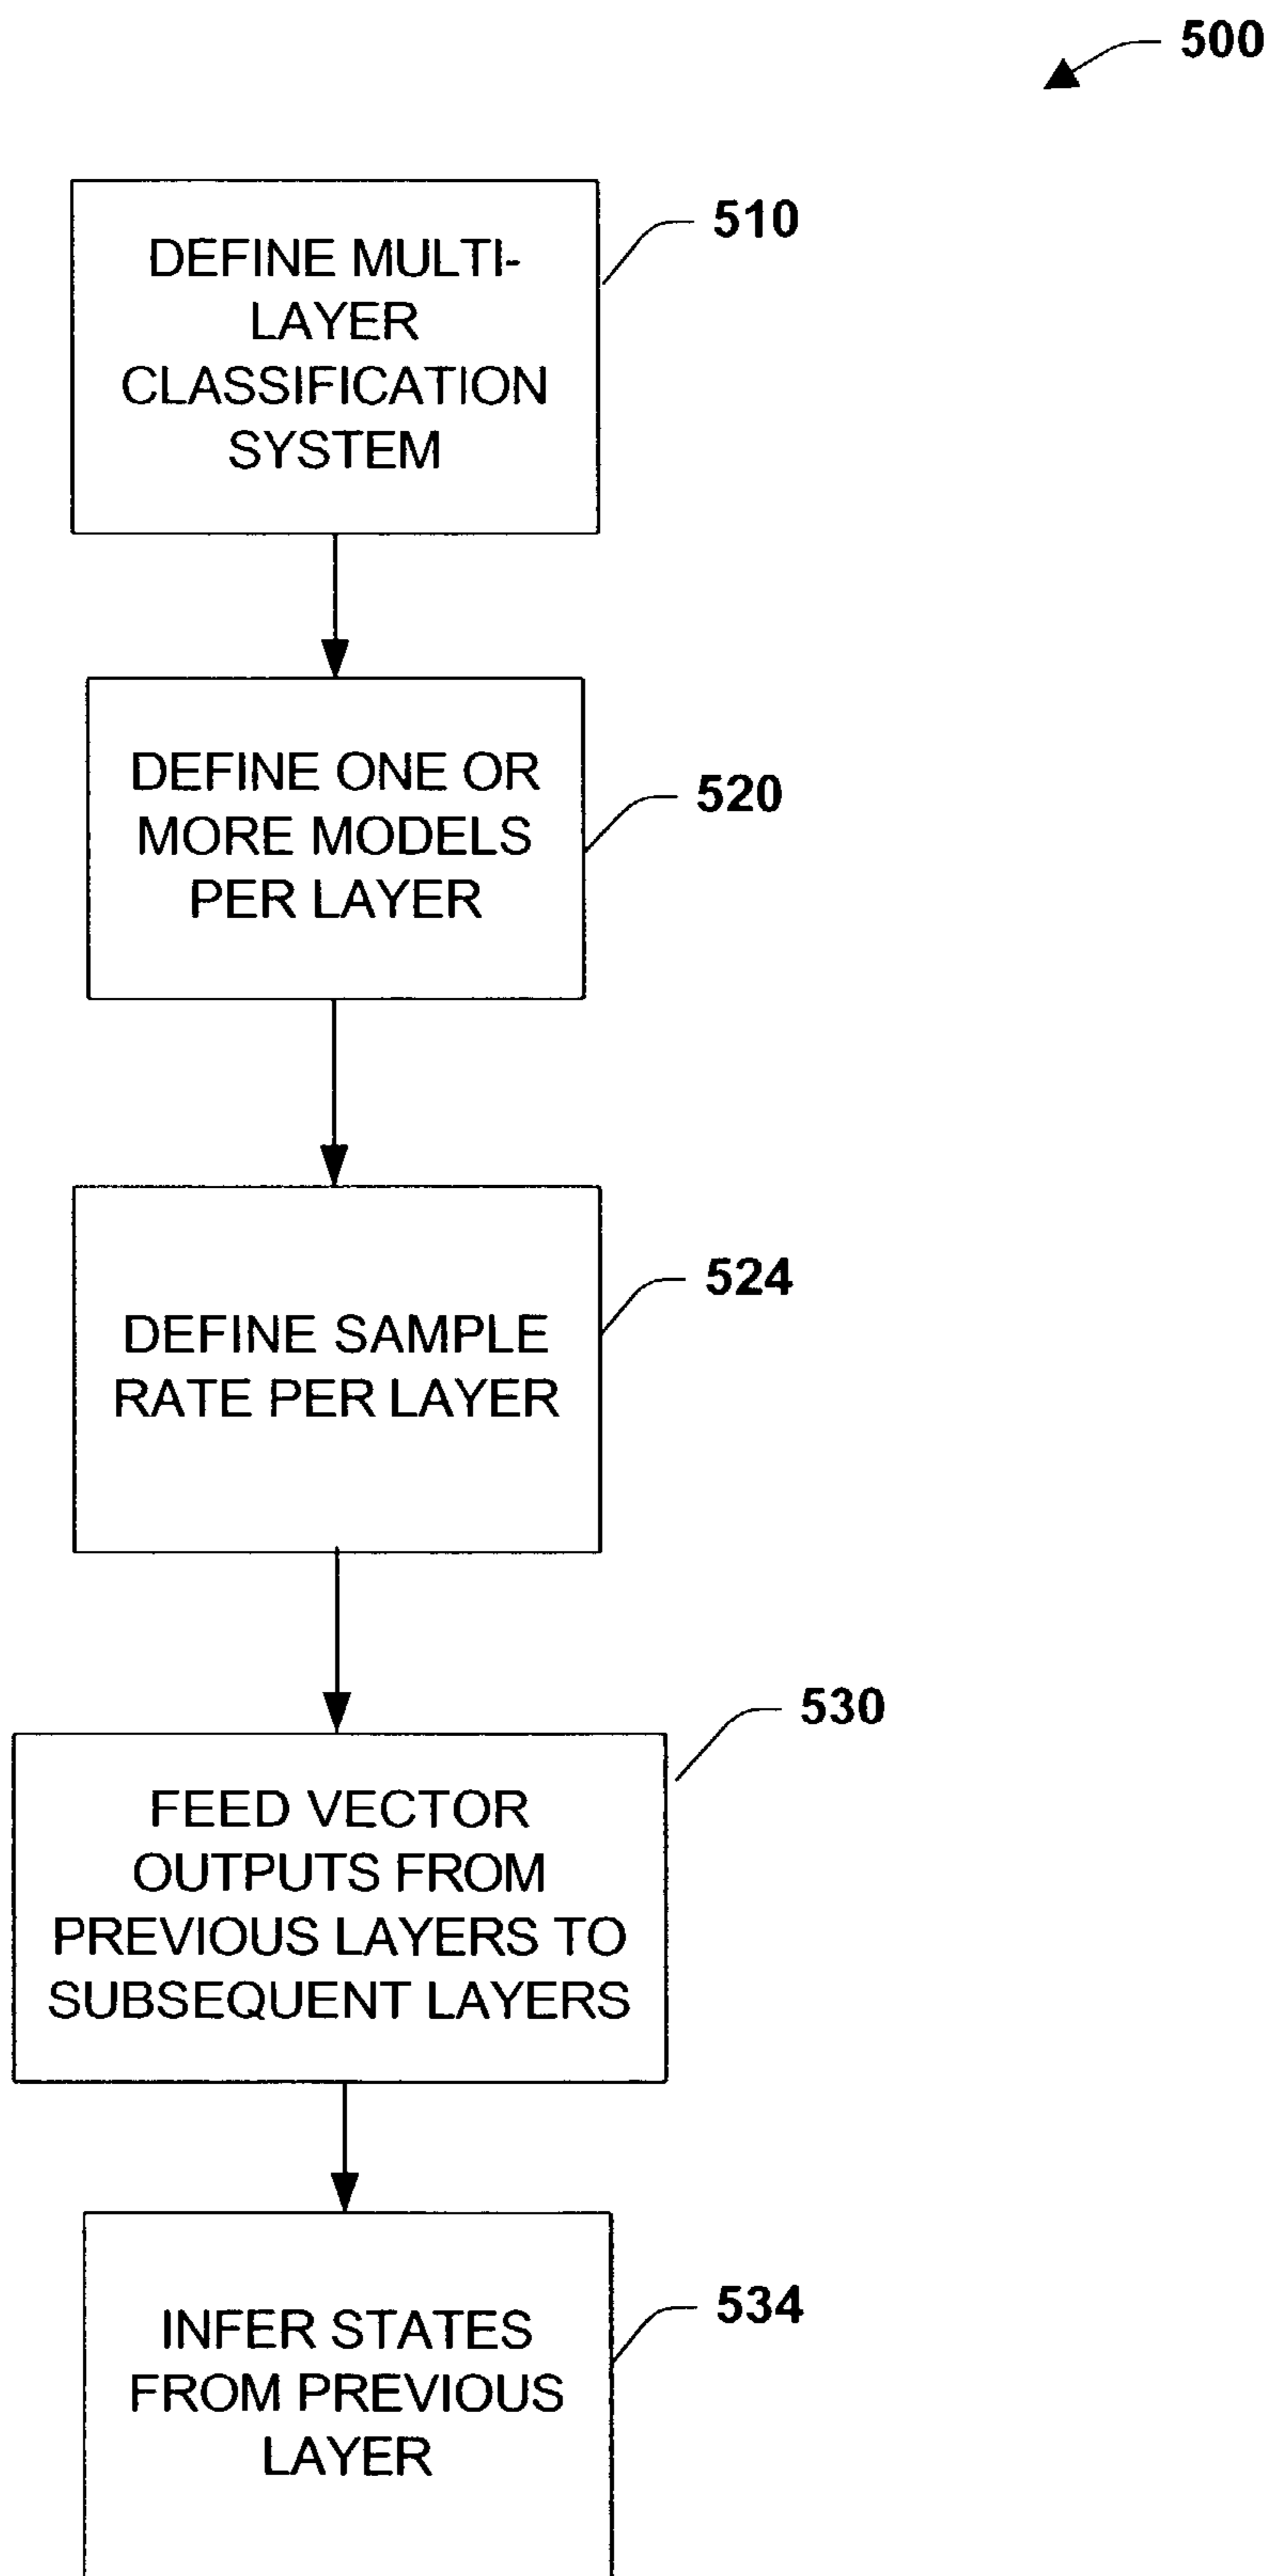 500
510
DEFINE MULTI-
LAYER
CLASSIFICATION
SYSTEM
520
DEFINE ONE OR
MORE MODELS
PER LAYER
524
DEFINE SAMPLE
RATE PER LAYER
530
FEED VECTOR
OUTPUTS FROM
PREVIOUS LAYERS TO
SUBSEQUENT LAYERS
534
INFER STATES
FROM PREVIOUS
LAYER